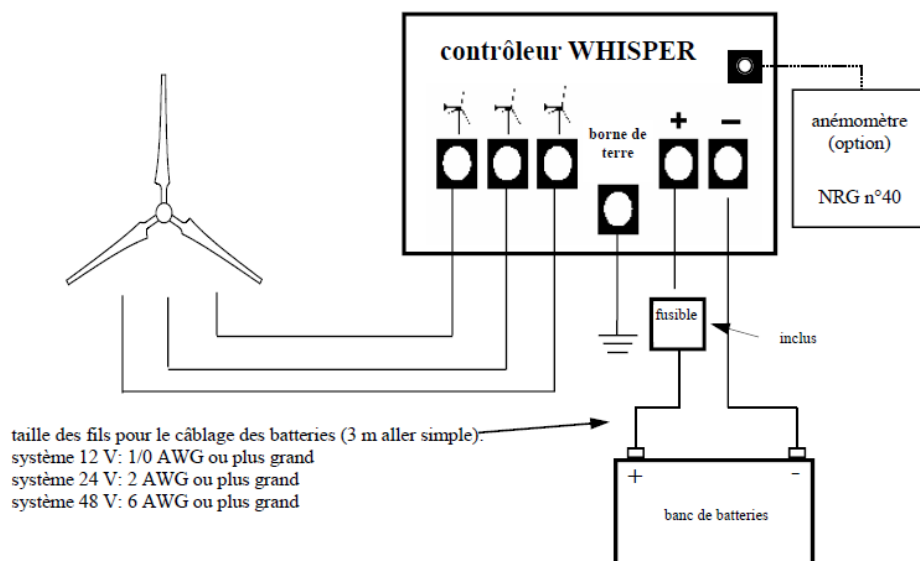 contrôleur WHISPER
borne de
terre
+
−
anémomètre
(option)
NRG n°40
fusible
inclus
taille des fils pour le câblage des batteries (3 m aller simple):
système 12 V: 1/0 AWG ou plus grand
système 24 V: 2 AWG ou plus grand
système 48 V: 6 AWG ou plus grand
+
-
banc de batteries